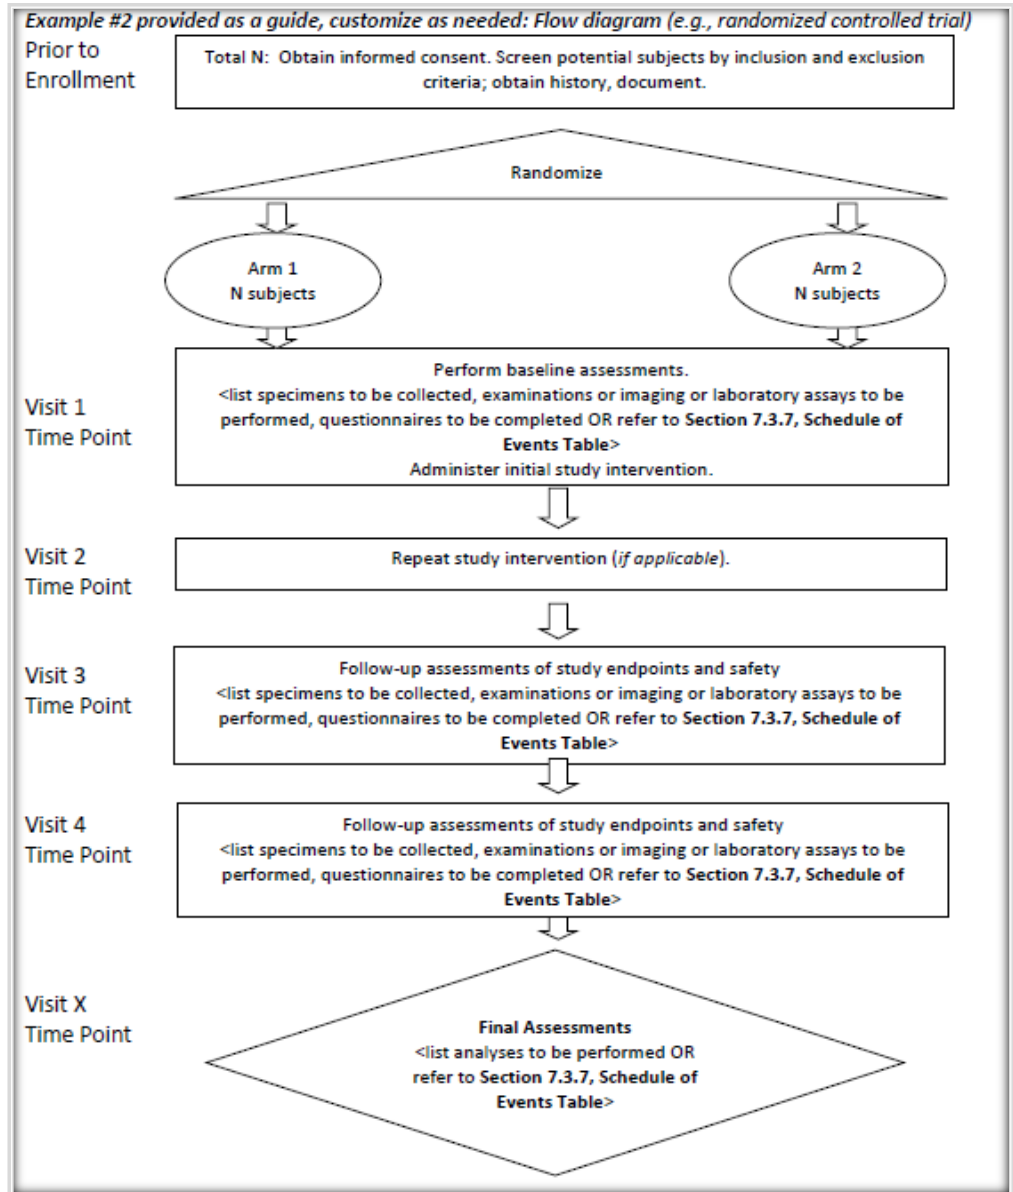 Example #2 provided as a guide, customize as needed: Flow diagram (e.g., randomized controlled trial)
Prior to
Enrollment
Total N: Obtain informed consent. Screen potential subjects by inclusion and exclusion
criteria; obtain history, document.
Randomize
Arm 1
N subjects
Arm 2
N subjects
Visit 1
Time Point
Perform baseline assessments.
<list specimens to be collected, examinations or imaging or laboratory assays to be
performed, questionnaires to be completed OR refer to Section 7.3.7, Schedule of
Events Table>
Administer initial study intervention.
Visit 2
Time Point
Repeat study intervention (if applicable).
Visit 3
Time Point
Follow-up assessments of study endpoints and safety
<list specimens to be collected, examinations or imaging or laboratory assays to be
performed, questionnaires to be completed OR refer to Section 7.3.7, Schedule of
Events Table>
Visit 4
Time Point
Follow-up assessments of study endpoints and safety
<list specimens to be collected, examinations or imaging or laboratory assays to be
performed, questionnaires to be completed OR refer to Section 7.3.7, Schedule of
Events Table>
Visit X
Time Point
Final Assessments
<list analyses to be performed OR
refer to Section 7.3.7, Schedule of
Events Table>